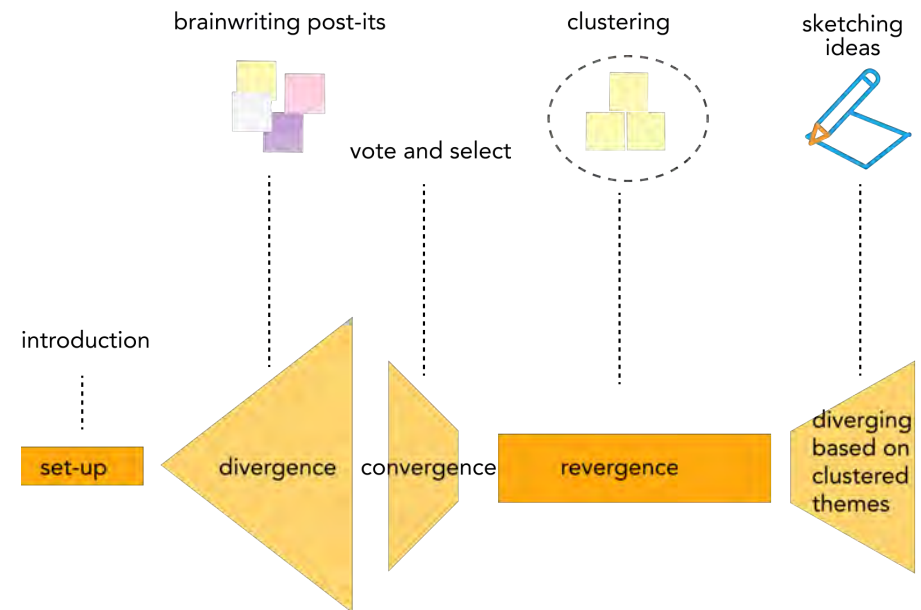 brainwriting post-its
clustering
sketching
ideas
vote and select
introduction
set-up
divergence
convergence
revergence
diverging
based on
clustered
themes